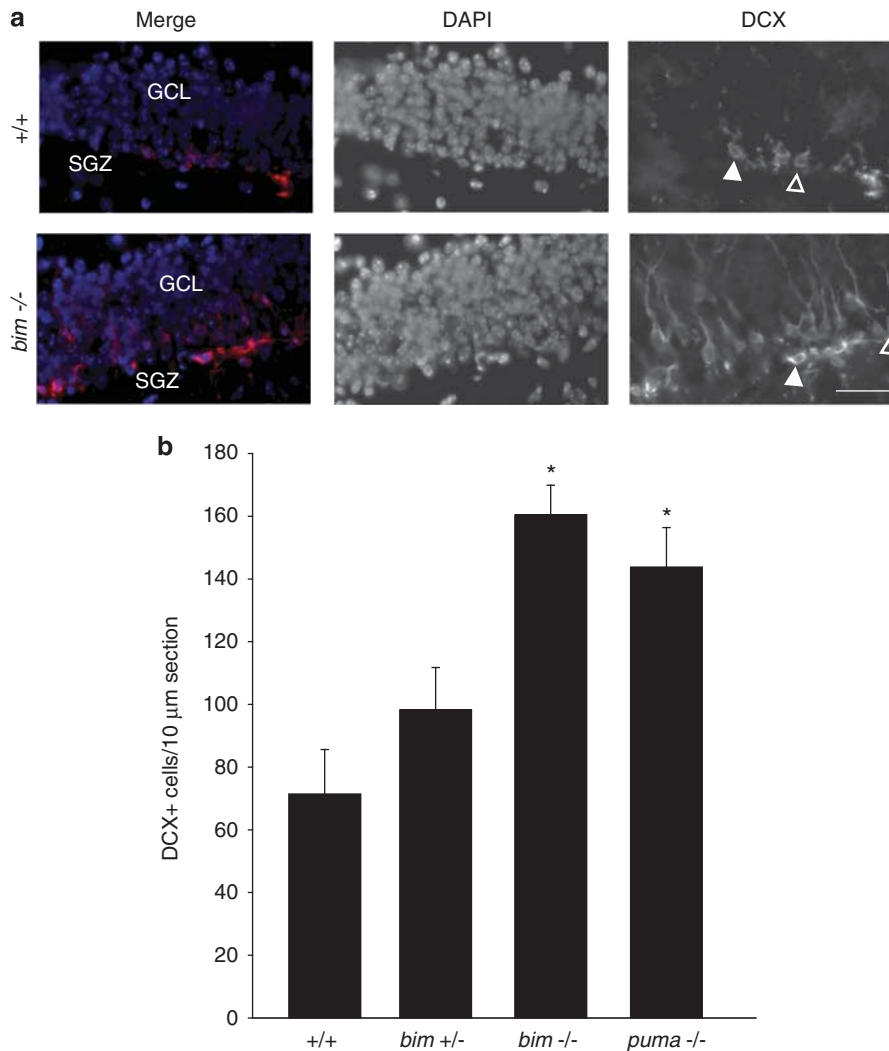 a
Merge
DAPI
DCX
+/+
GCL
SGZ
bim -/-
GCL
SGZ
b
DCX+ cells/10 μm section
180
160
140
120
100
80
60
40
20
0
*
*
+/+
bim +/-
bim -/-
puma -/-